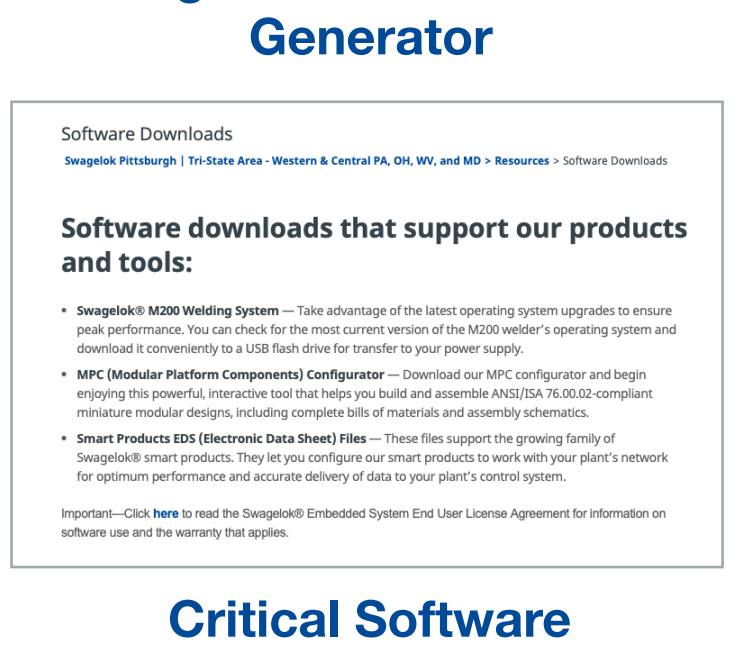 Generator
Software Downloads
Swagelok Pittsburgh | Tri-State Area - Western & Central PA, OH, WV, and MD > Resources > Software Downloads
Software downloads that support our products
and tools:
• Swagelok® M200 Welding System — Take advantage of the latest operating system upgrades to ensure
peak performance. You can check for the most current version of the M200 welder's operating system and
download it conveniently to a USB flash drive for transfer to your power supply.
• MPC (Modular Platform Components) Configurator — Download our MPC configurator and begin
enjoying this powerful, interactive tool that helps you build and assemble ANSI/ISA 76.00.02-compliant
miniature modular designs, including complete bills of materials and assembly schematics.
• Smart Products EDS (Electronic Data Sheet) Files — These files support the growing family of
Swagelok® smart products. They let you configure our smart products to work with your plant's network
for optimum performance and accurate delivery of data to your plant's control system.
Important—Click here to read the Swagelok® Embedded System End User License Agreement for information on
software use and the warranty that applies.
Critical Software